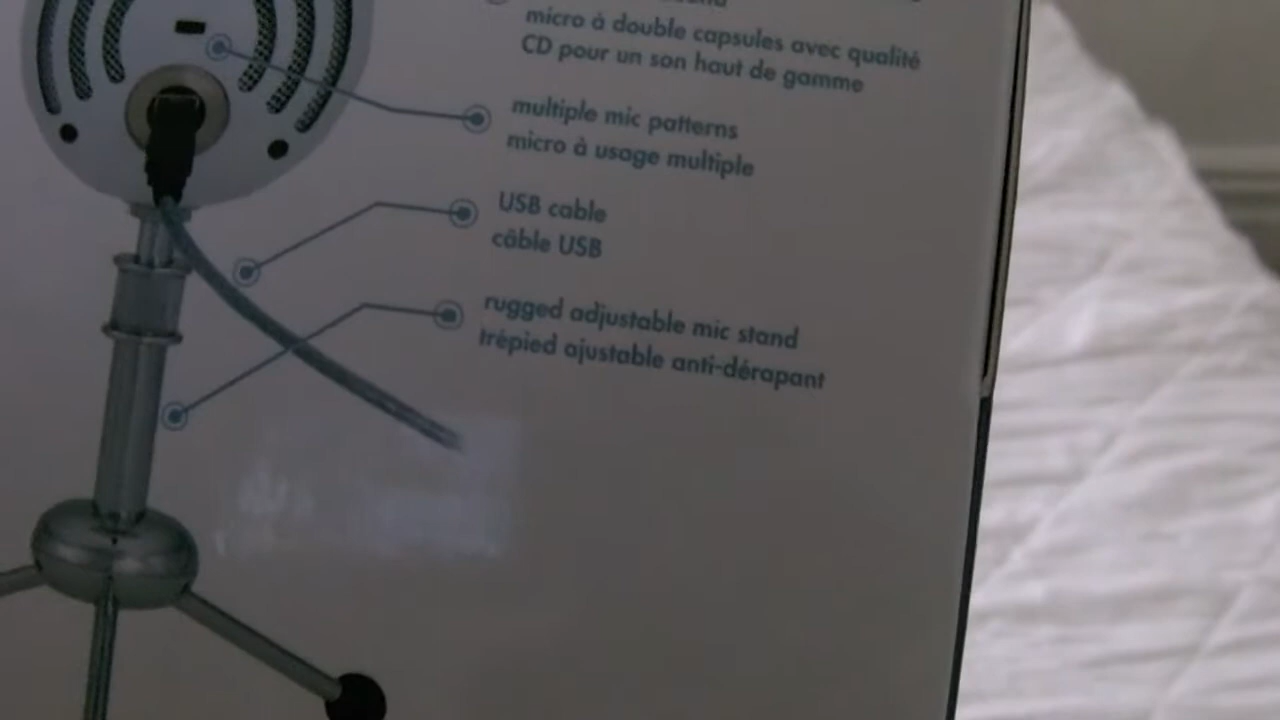 micro à double capsules avec qualité
CD pour un son haut de gamme
multiple mic patterns
micro à usage multiple
USB cable
câble USB
rugged adjustable mic stand
trépied ajustable anti-dérapant